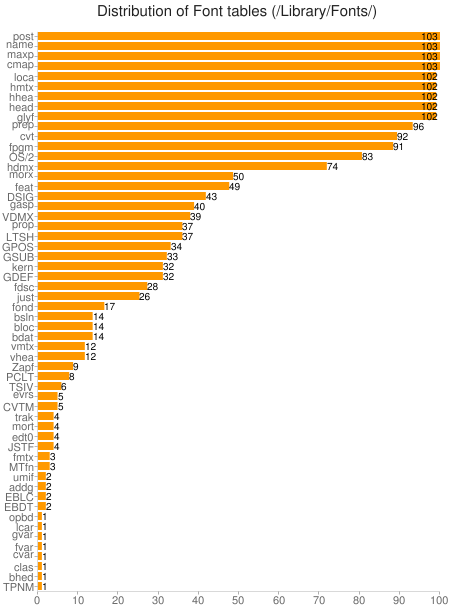 Distribution of Font tables (/Library/Fonts/)
post 103
name 103
maxp 103
cmap 103
loca 102
hmtx 102
hhea 102
head 102
glyf 102
prep 96
cvt 92
fpgm 91
OS/2 83
hdmx 74
morx 50
feat 49
DSIG 43
gasp 40
VDMX 39
prop 37
LTSH 37
GPOS 34
GSUB 33
kern 32
GDEF 32
fdsc 28
just 26
fond 17
bsln 14
bloc 14
bdat 14
vmtx 12
vhea 12
Zapf 9
PCLT 8
TSIV 6
evrs 5
CVTM 5
trak 4
mort 4
edt0 4
JSTF 4
fmtx 3
MTfn 3
umif 2
addg 2
EBLC 2
EBDT 2
opbd 1
lcar 1
gvar 1
fvar 1
cvar 1
clas 1
bhed 1
TPNM 1
0 10 20 30 40 50 60 70 80 90 100